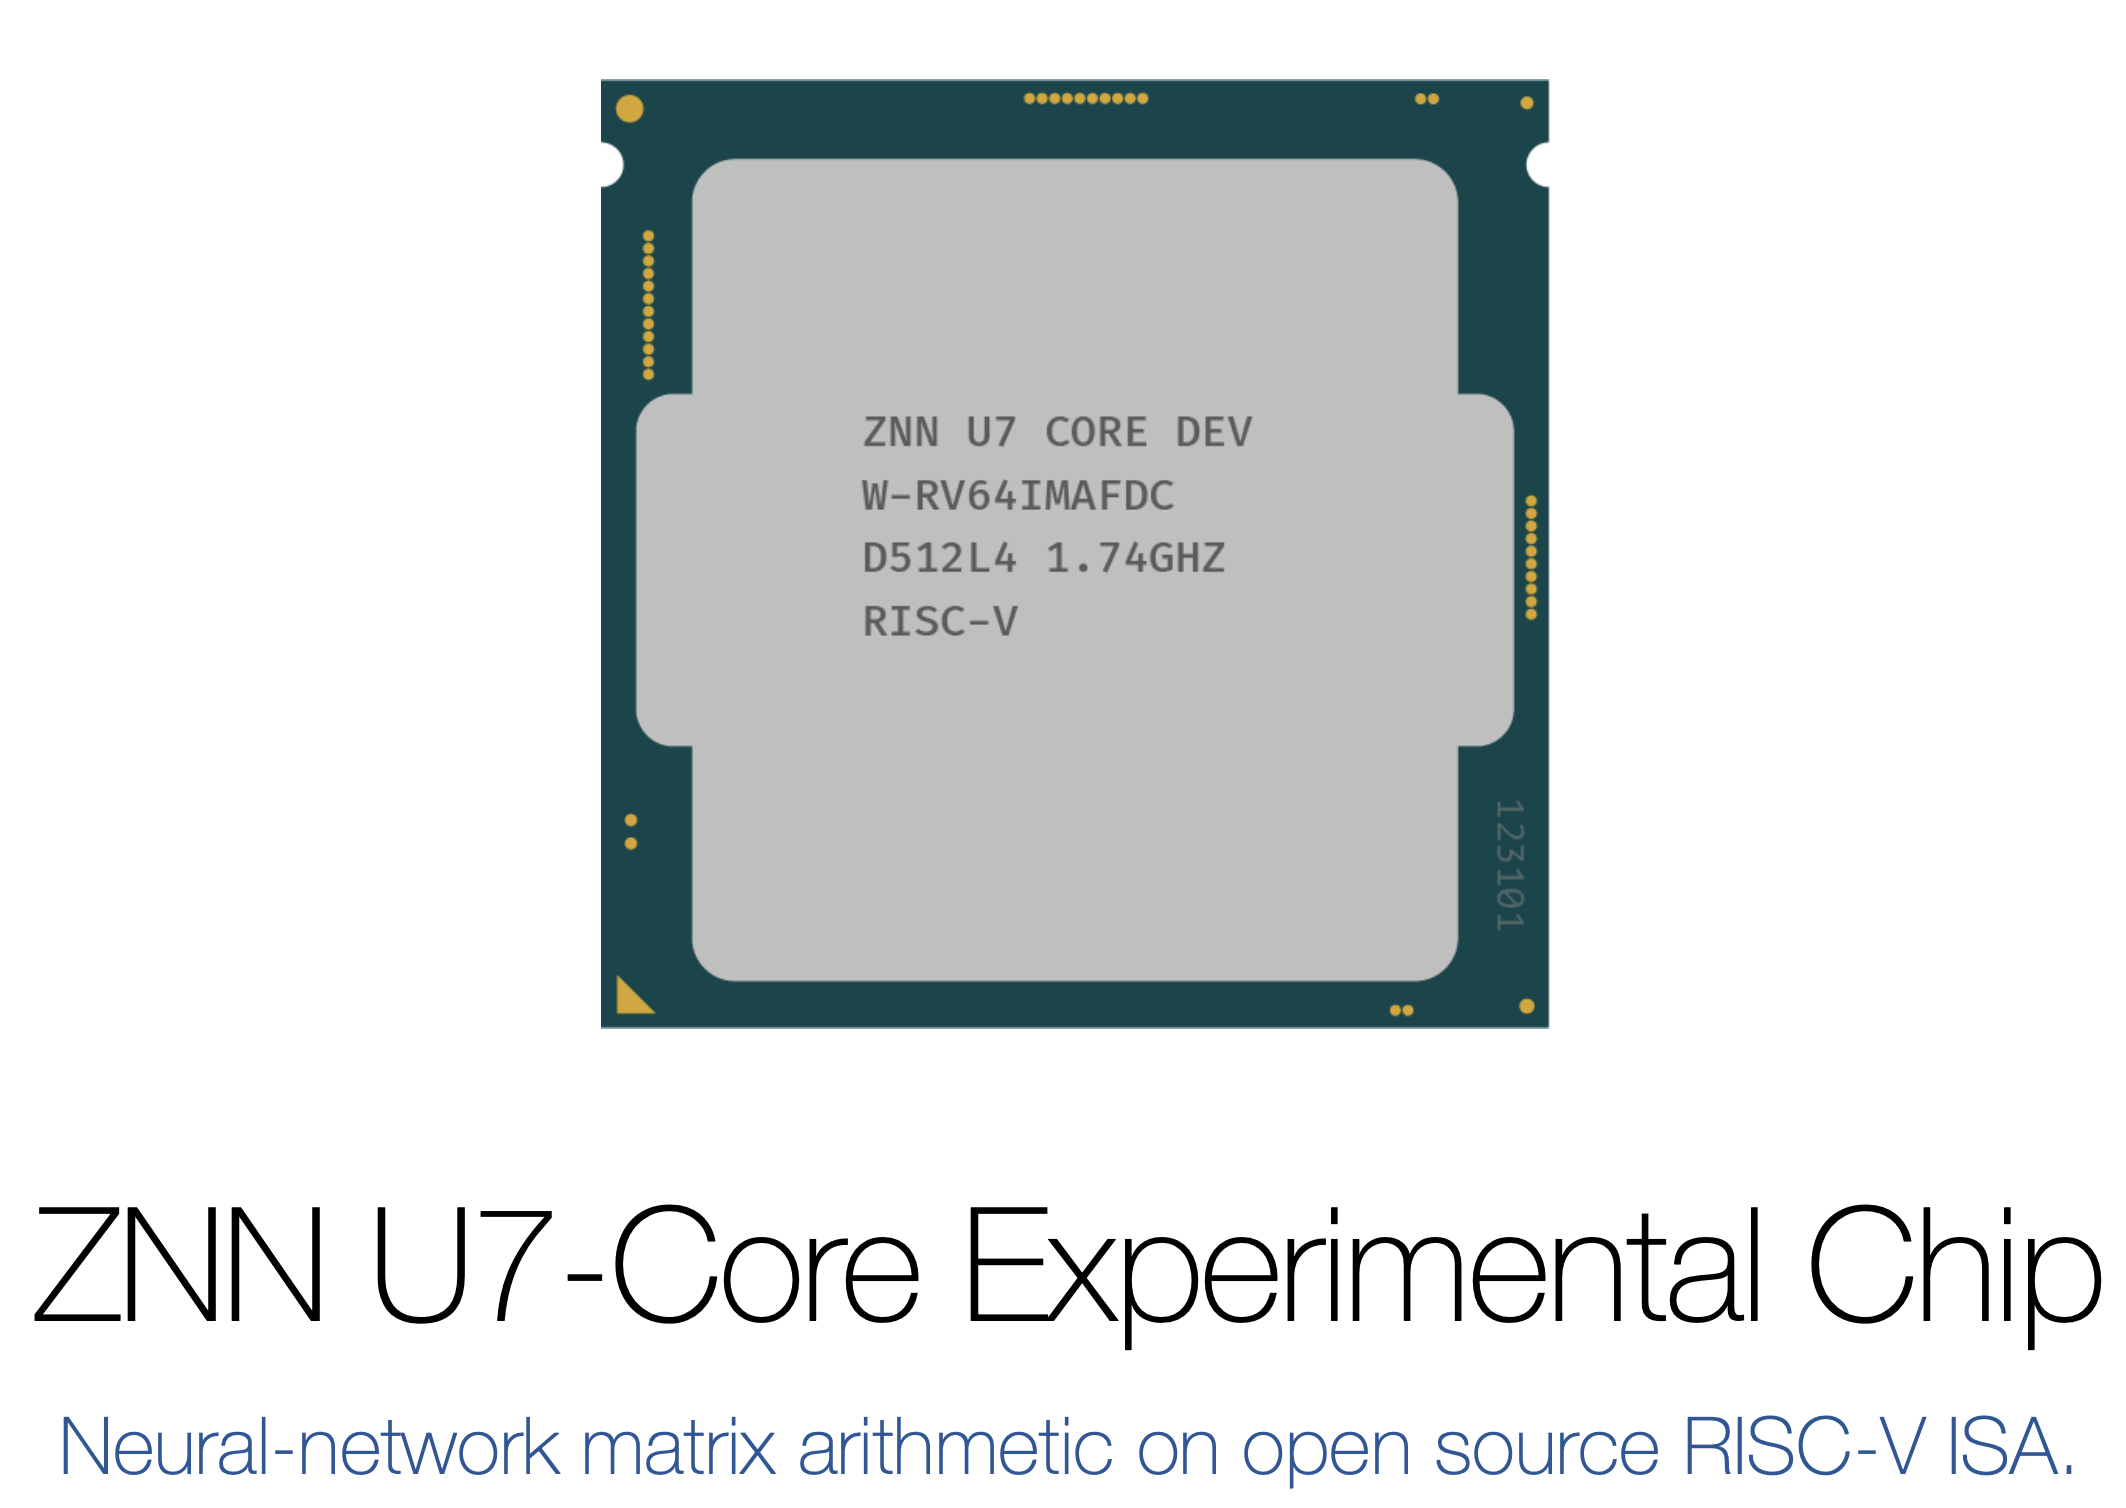 ZNN U7 CORE DEV
W-RV64IMAFDC
D512L4 1.74GHZ
RISC-V
123101
ZNN U7-Core Experimental Chip
Neural-network matrix arithmetic on open source RISC-V ISA.